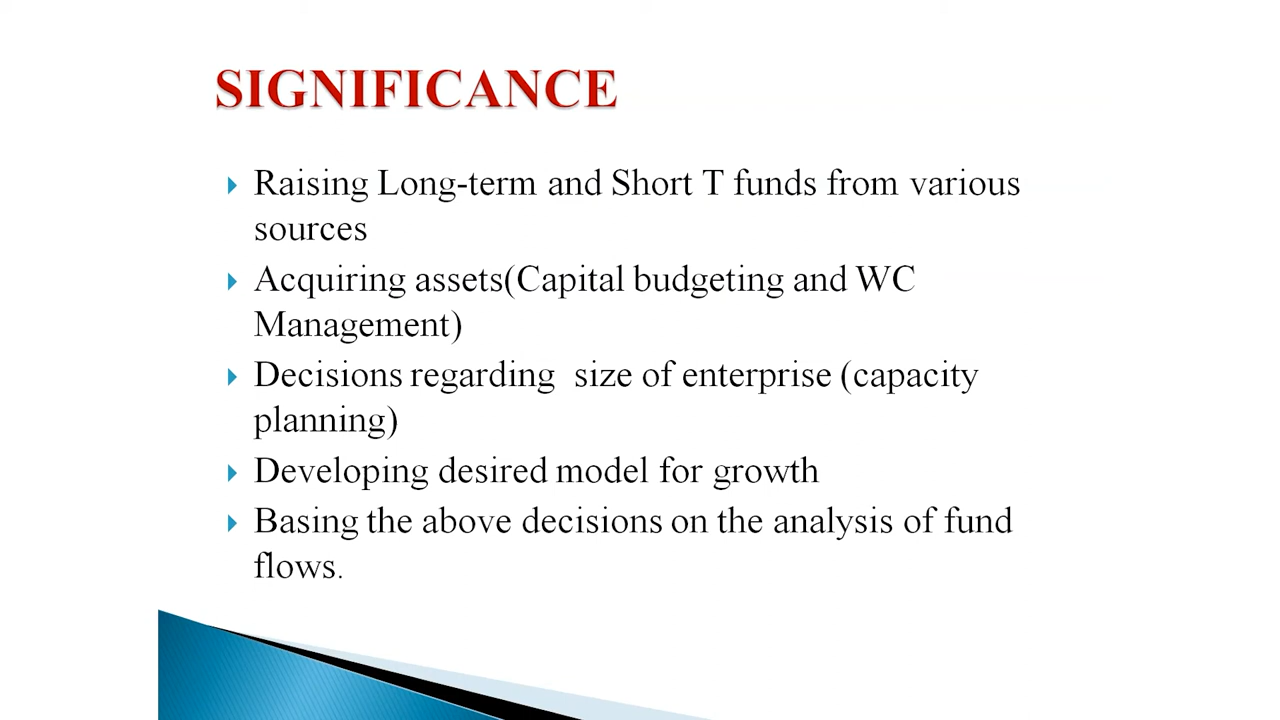 SIGNIFICANCE
Raising Long-term and Short T funds from various
sources
Acquiring assets(Capital budgeting and WC
Management)
Decisions regarding  size of enterprise (capacity
planning)
Developing desired model for growth
Basing the above decisions on the analysis of fund
flows.